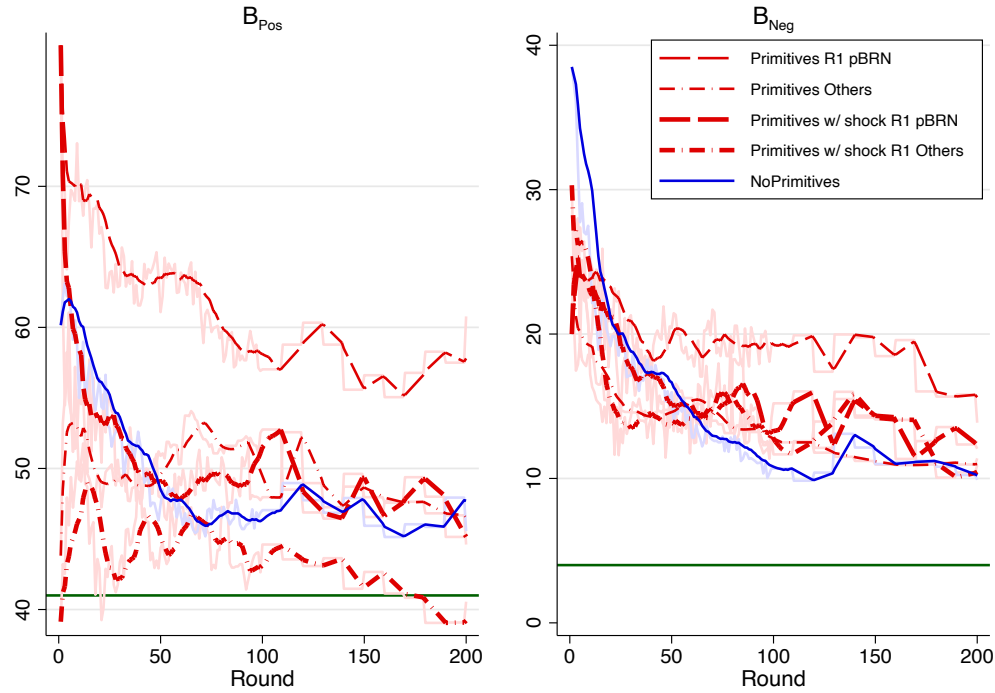 B_Pos
70
60
50
40
0 50 100 150 200
Round
B_Neg
40
30
20
10
0
Primitives R1 pBRN
Primitives Others
Primitives w/ shock R1 pBRN
Primitives w/ shock R1 Others
NoPrimitives
0 50 100 150 200
Round